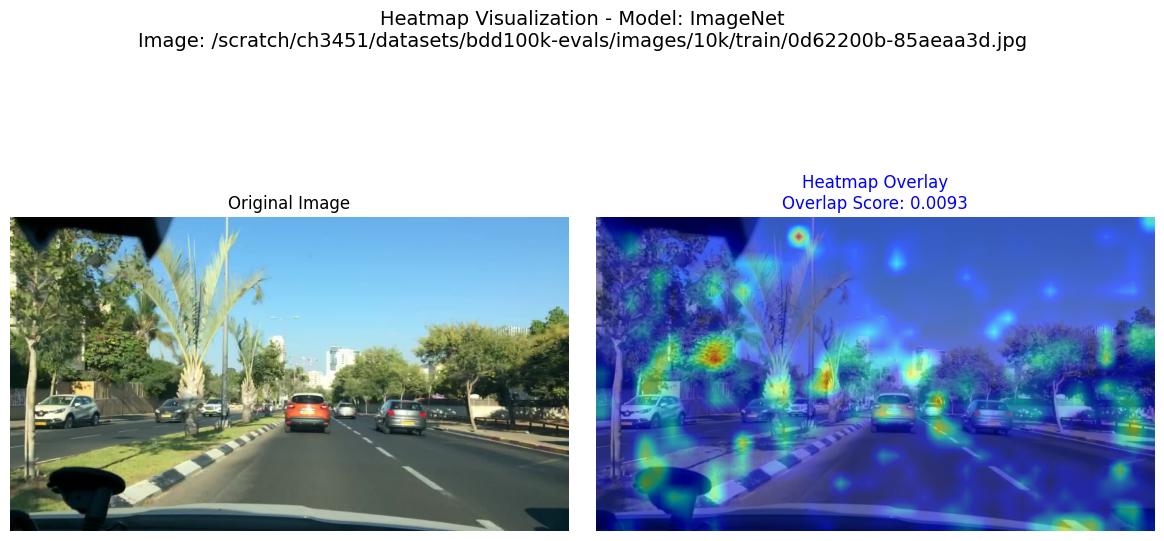 Heatmap Visualization - Model: ImageNet
Image: /scratch/ch3451/datasets/bdd100k-evals/images/10k/train/0d62200b-85aeaa3d.jpg
Original Image
Heatmap Overlay
Overlap Score: 0.0093